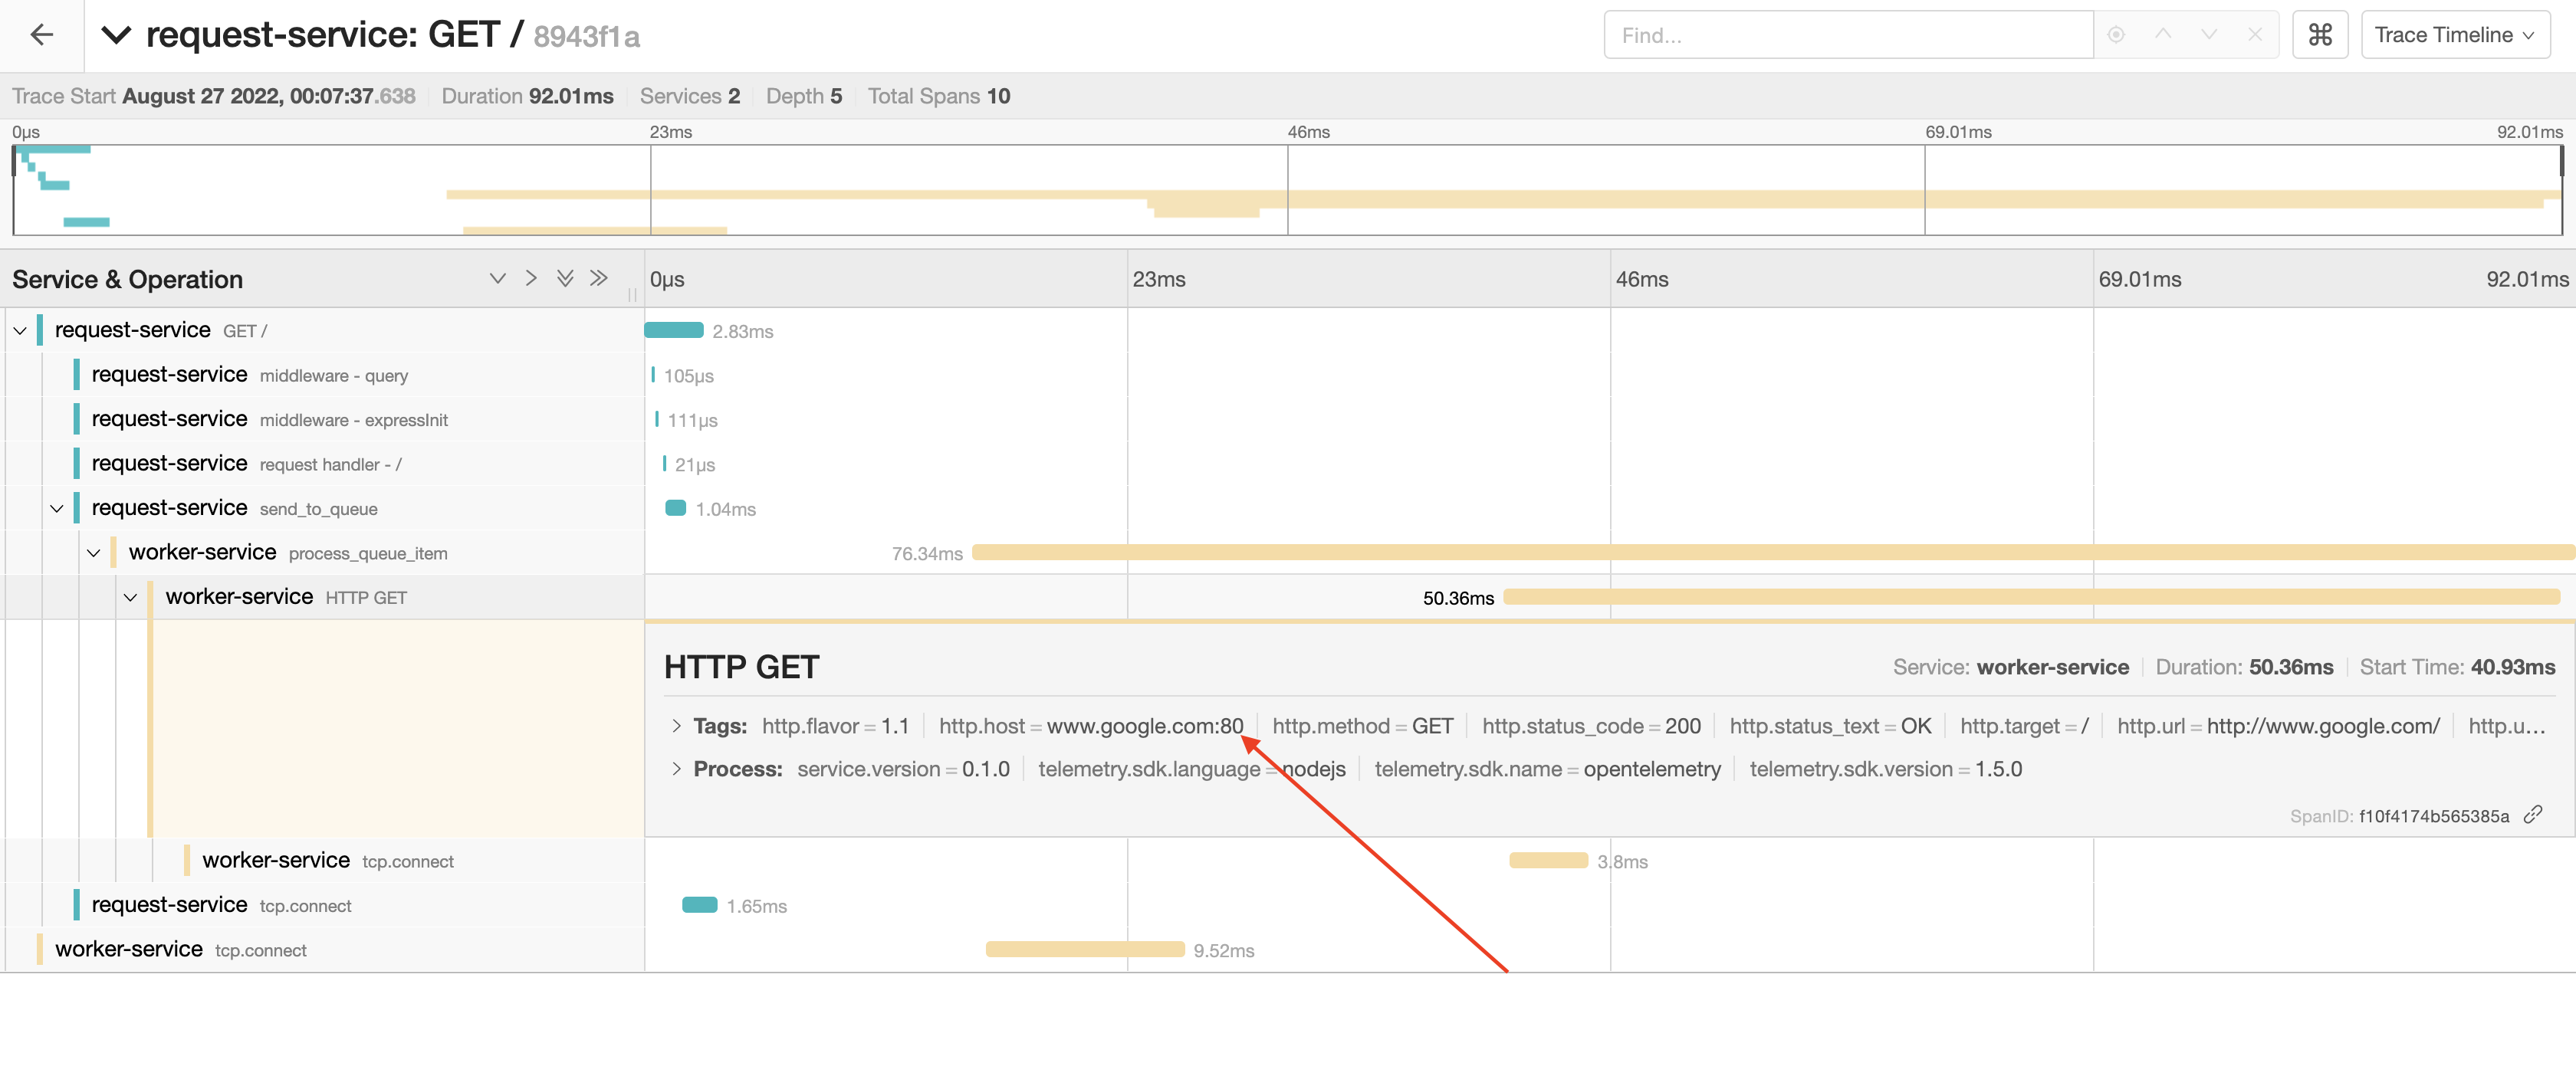 request-service: GET / 8943f1a
Find...
Trace Timeline
Trace Start August 27 2022, 00:07:37.638 Duration 92.01ms Services 2 Depth 5 Total Spans 10
0μs 23ms 46ms 69.01ms 92.01ms
Service & Operation 0μs 23ms 46ms 69.01ms 92.01ms
request-service GET / 2.83ms
request-service middleware - query 105μs
request-service middleware - expressInit 111μs
request-service request handler - / 21μs
request-service send_to_queue 1.04ms
worker-service process_queue_item 76.34ms
worker-service HTTP GET 50.36ms
HTTP GET Service: worker-service Duration: 50.36ms Start Time: 40.93ms
Tags: http.flavor = 1.1 http.host = www.google.com:80 http.method = GET http.status_code = 200 http.status_text = OK http.target = / http.url = http://www.google.com/ http.u...
Process: service.version = 0.1.0 telemetry.sdk.language = nodejs telemetry.sdk.name = opentelemetry telemetry.sdk.version = 1.5.0
SpanID: f10f4174b565385a
worker-service tcp.connect 3.8ms
request-service tcp.connect 1.65ms
worker-service tcp.connect 9.52ms